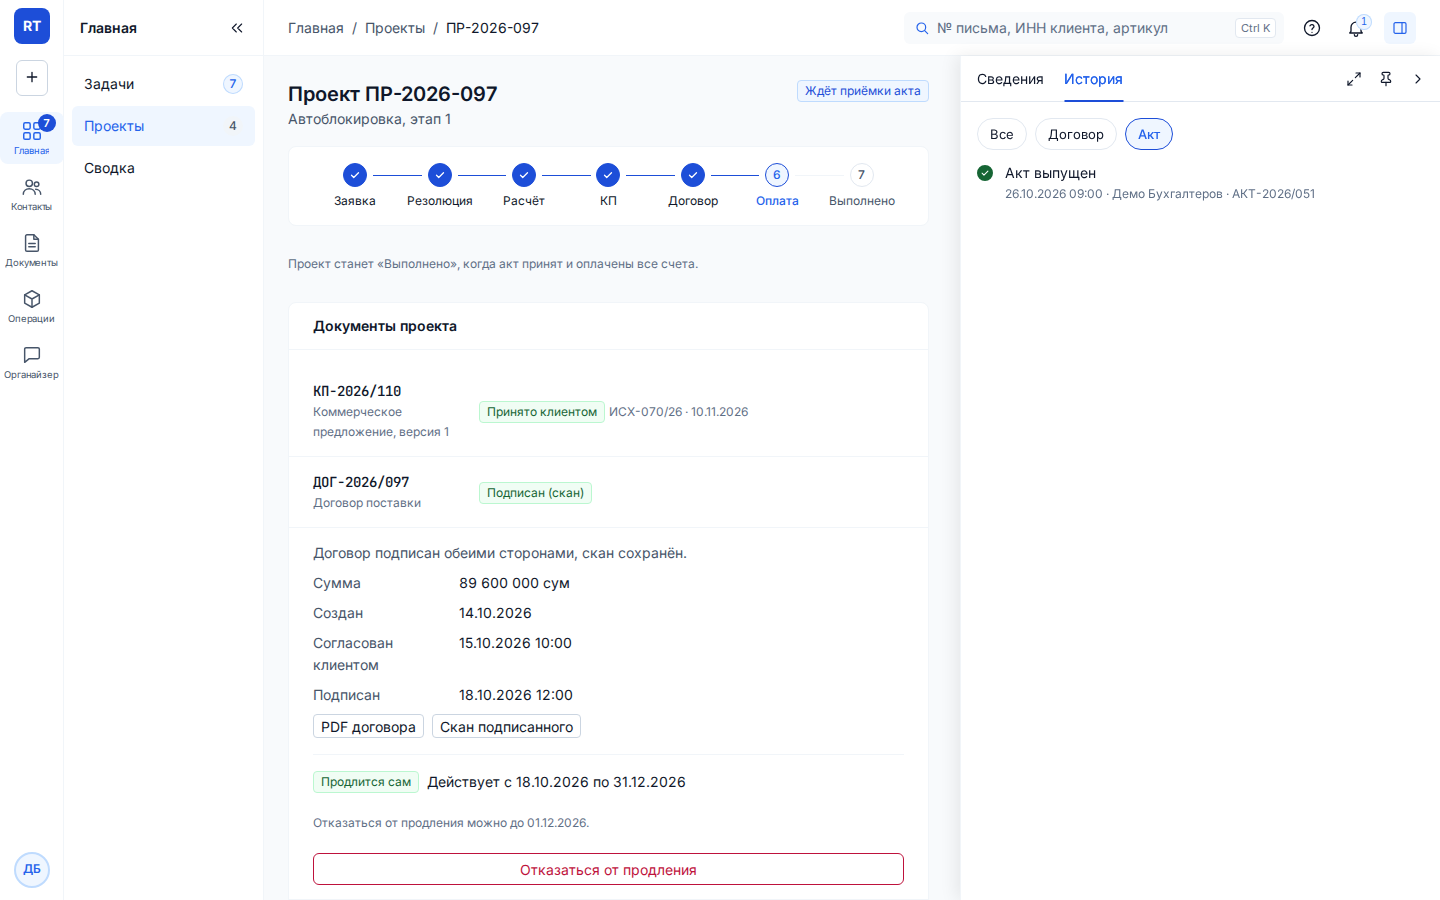 RT
Главная
Главная / Проекты / ПР-2026-097
№ письма, ИНН клиента, артикул
Ctrl K
1
7
Главная
Контакты
Документы
Операции
Органайзер
ДБ
Задачи 7
Проекты 4
Сводка
Проект ПР-2026-097
Ждёт приёмки акта
Автоблокировка, этап 1
6 7
Заявка Резолюция Расчёт КП Договор Оплата Выполнено
Проект станет «Выполнено», когда акт принят и оплачены все счета.
Документы проекта
КП-2026/110
Коммерческое
предложение, версия 1
Принято клиентом ИСХ-070/26 · 10.11.2026
ДОГ-2026/097
Договор поставки
Подписан (скан)
Договор подписан обеими сторонами, скан сохранён.
Сумма 89 600 000 сум
Создан 14.10.2026
Согласован 15.10.2026 10:00
клиентом
Подписан 18.10.2026 12:00
PDF договора Скан подписанного
Продлится сам Действует с 18.10.2026 по 31.12.2026
Отказаться от продления можно до 01.12.2026.
Отказаться от продления
Сведения История
Все Договор Акт
Акт выпущен
26.10.2026 09:00 · Демо Бухгалтеров · АКТ-2026/051